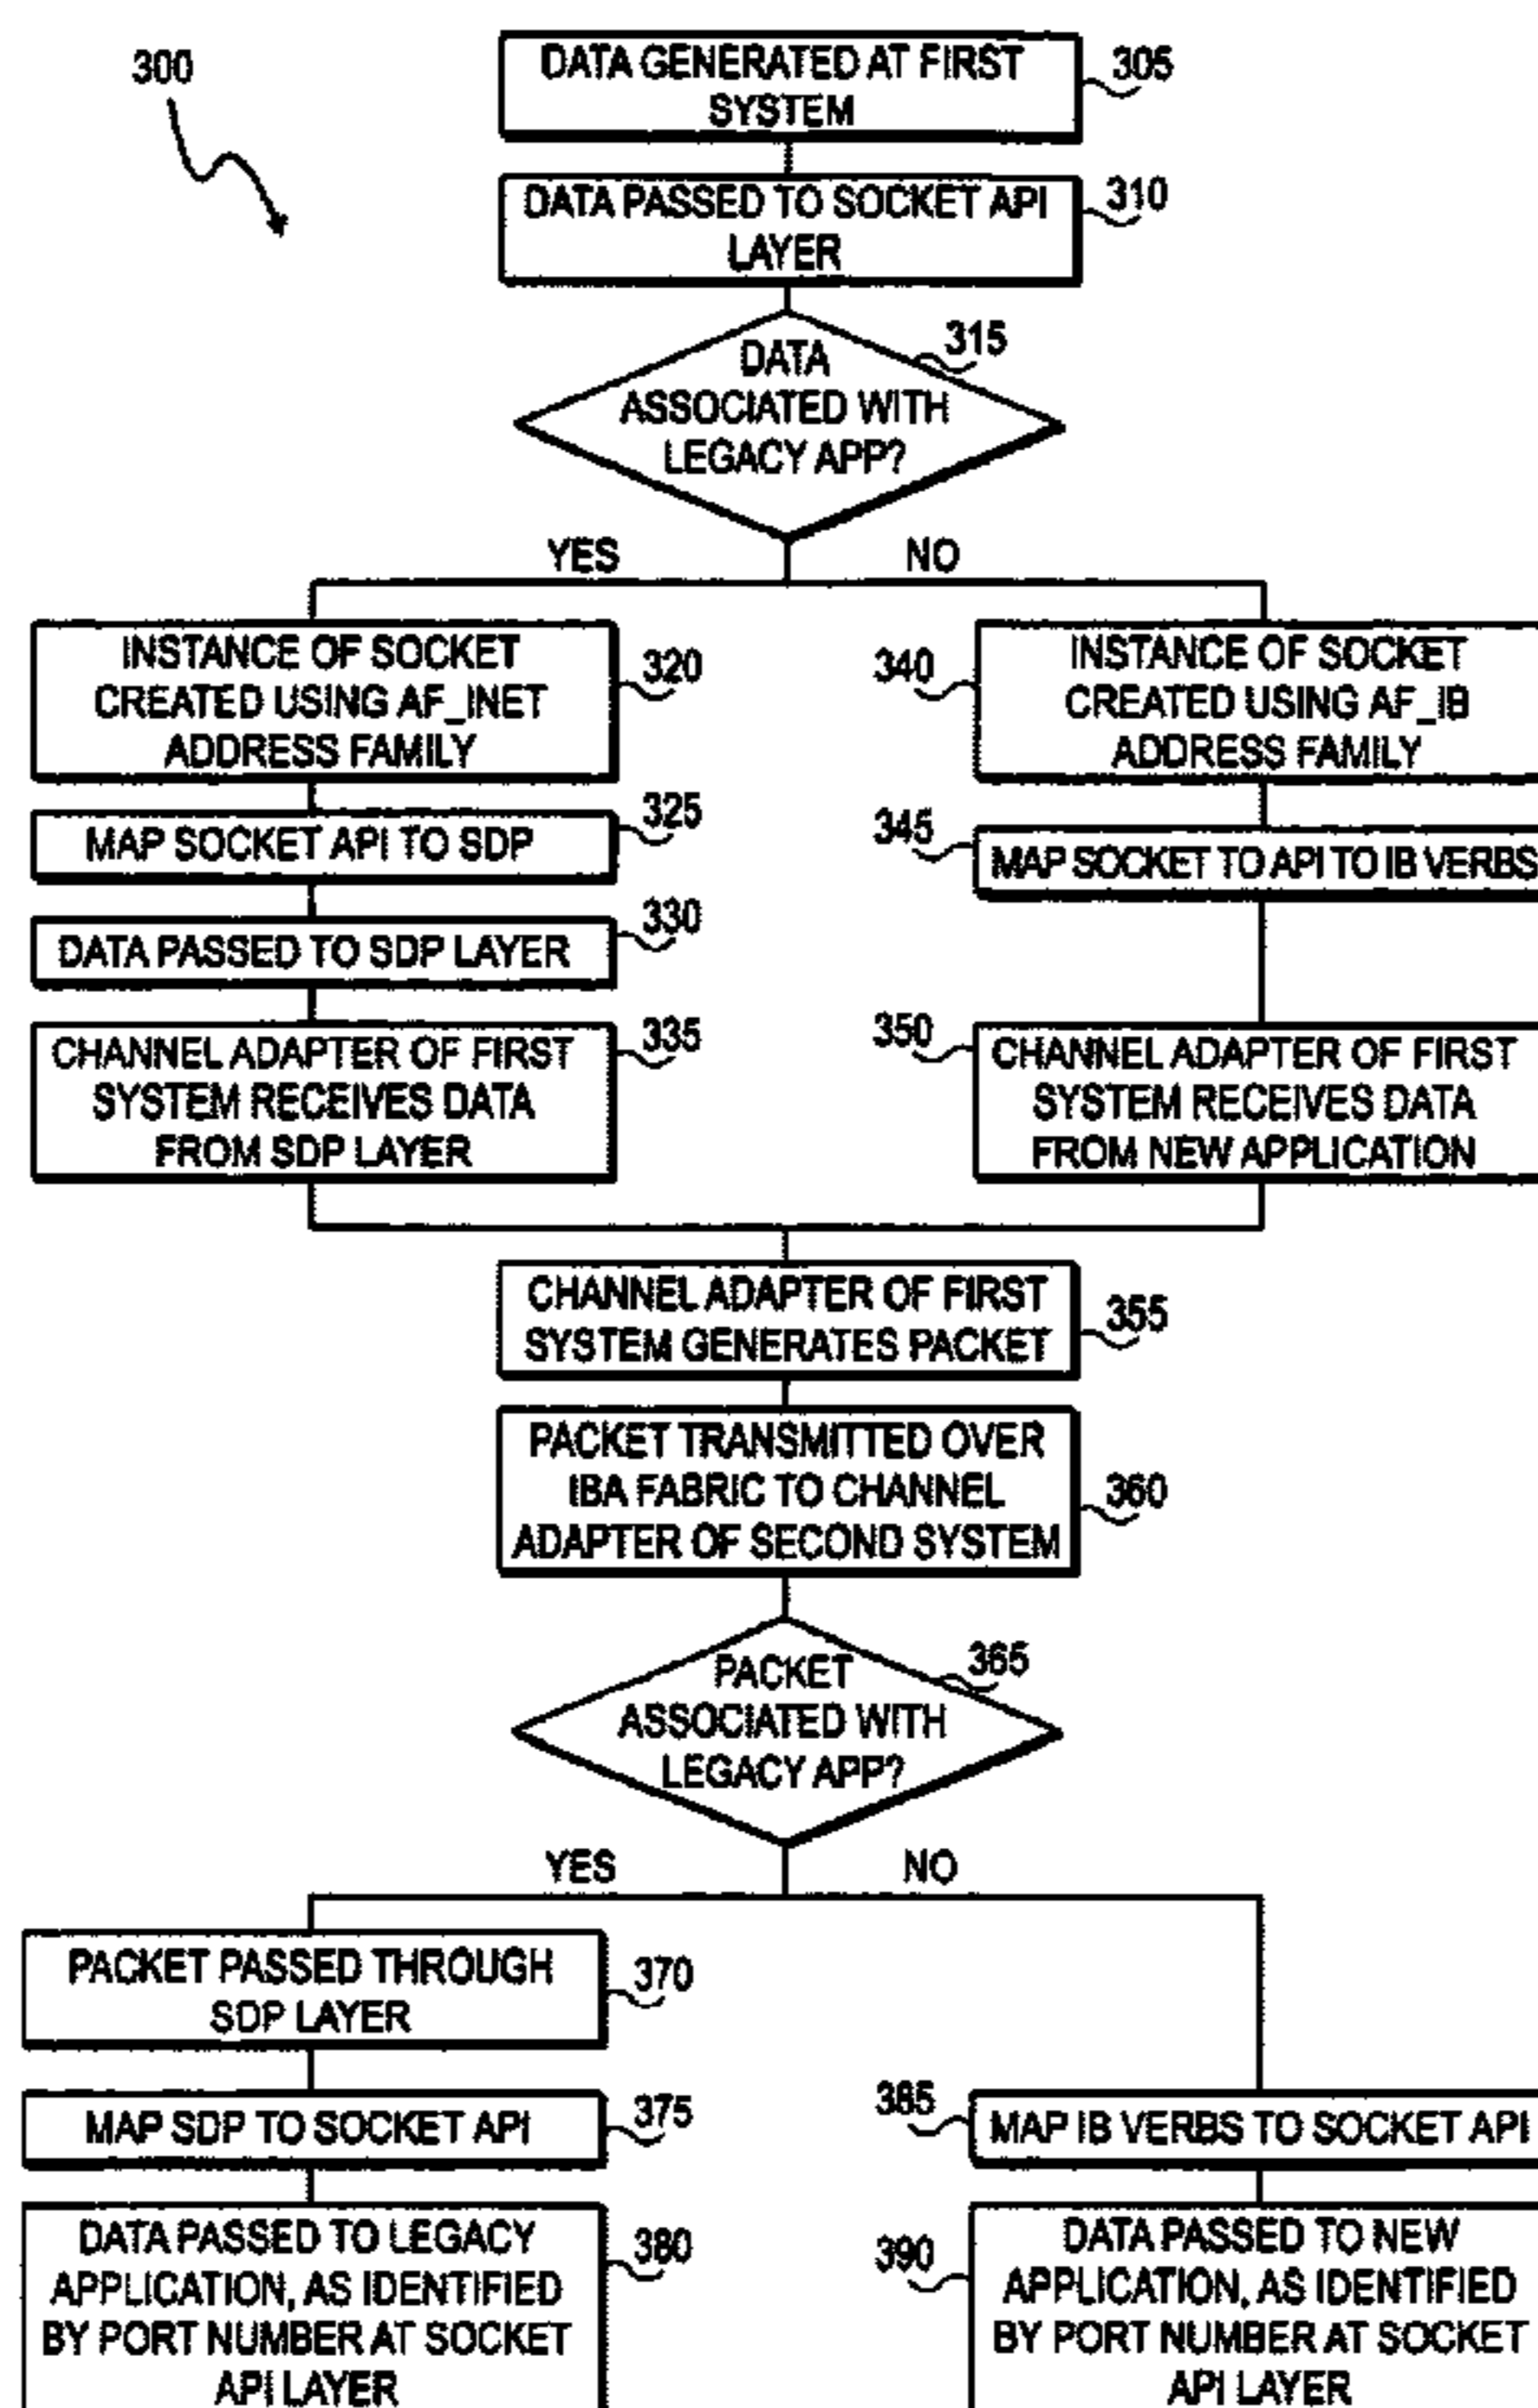 300
DATA GENERATED AT FIRST
SYSTEM
305
DATA PASSED TO SOCKET API
LAYER
310
DATA
ASSOCIATED WITH
LEGACY APP?
315
YES
NO
INSTANCE OF SOCKET
CREATED USING AF_INET
ADDRESS FAMILY
320
MAP SOCKET API TO SDP
325
DATA PASSED TO SDP LAYER
330
CHANNEL ADAPTER OF FIRST
SYSTEM RECEIVES DATA
FROM SDP LAYER
335
340
INSTANCE OF SOCKET
CREATED USING AF_IB
ADDRESS FAMILY
345
MAP SOCKET TO API TO IB VERBS
350
CHANNEL ADAPTER OF FIRST
SYSTEM RECEIVES DATA
FROM NEW APPLICATION
CHANNEL ADAPTER OF FIRST
SYSTEM GENERATES PACKET
355
PACKET TRANSMITTED OVER
IBA FABRIC TO CHANNEL
ADAPTER OF SECOND SYSTEM
360
PACKET
ASSOCIATED WITH
LEGACY APP?
365
YES
NO
PACKET PASSED THROUGH
SDP LAYER
370
MAP SDP TO SOCKET API
375
DATA PASSED TO LEGACY
APPLICATION, AS IDENTIFIED
BY PORT NUMBER AT SOCKET
API LAYER
380
385
MAP IB VERBS TO SOCKET API
390
DATA PASSED TO NEW
APPLICATION, AS IDENTIFIED
BY PORT NUMBER AT SOCKET
API LAYER